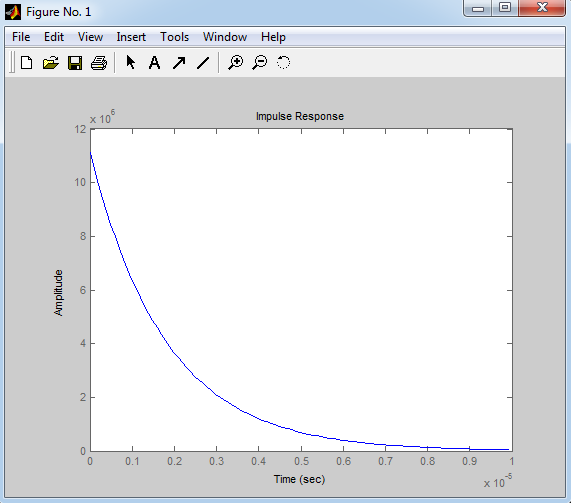 Figure No. 1
File Edit View Insert Tools Window Help
x 10^6
Impulse Response
12
10
8
6
4
2
0
Amplitude
0 0.1 0.2 0.3 0.4 0.5 0.6 0.7 0.8 0.9 1
Time (sec)
x 10^-5